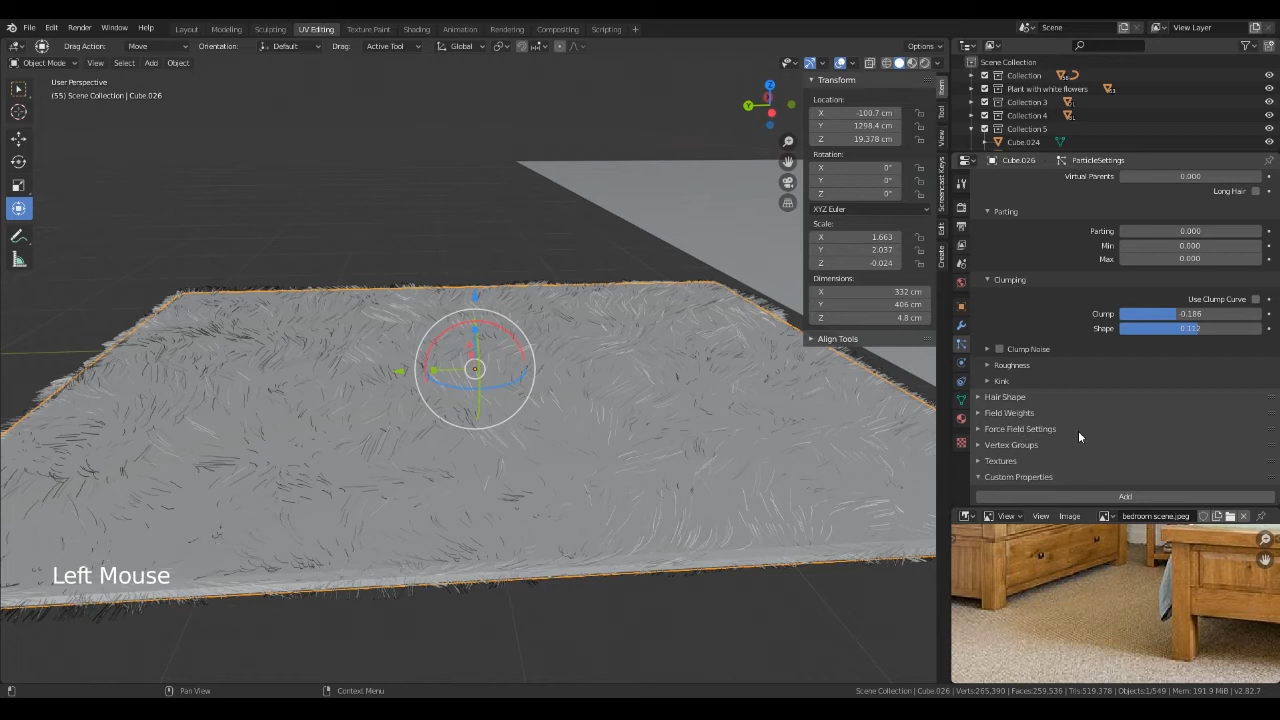 File Edit Render Window Help Layout Modeling Sculpting UV Editing Texture Paint Shading Animation Rendering Compositing Scripting + Scene View Layer
Drag Action: Move Orientation: Default Drag: Active Tool Global Options
Object Mode View Select Add Object
User Perspective
(55) Scene Collection | Cube.026
Scene Collection
Collection
Plant with white flowers
Collection 3
Collection 4
Collection 5
Cube.024
Transform
Location:
X -100.7 cm
Y 1298.4 cm
Z 19.378 cm
Rotation:
X 0°
Y 0°
Z 0°
XYZ Euler
Scale:
X 1.663
Y 2.037
Z -0.024
Dimensions:
X 332 cm
Y 406 cm
Z 4.8 cm
Align Tools
Item
Tool
View
Screencast Keys
Edit
Create
Cube.026 ParticleSettings
Virtual Parents 0.000
Long Hair
Parting
Parting 0.000
Min 0.000
Max 0.000
Clumping
Use Clump Curve
Clump -0.186
Shape 0.112
Clump Noise
Roughness
Kink
Hair Shape
Field Weights
Force Field Settings
Vertex Groups
Textures
Custom Properties
Add
View View Image bedroom scene.jpeg
Z
Y
Left Mouse
Pan View Context Menu Scene Collection | Cube.026 | Verts:265,390 | Faces:259,536 | Tris:519,378 | Objects:1/549 | Mem: 191.9 MiB | v2.82.7